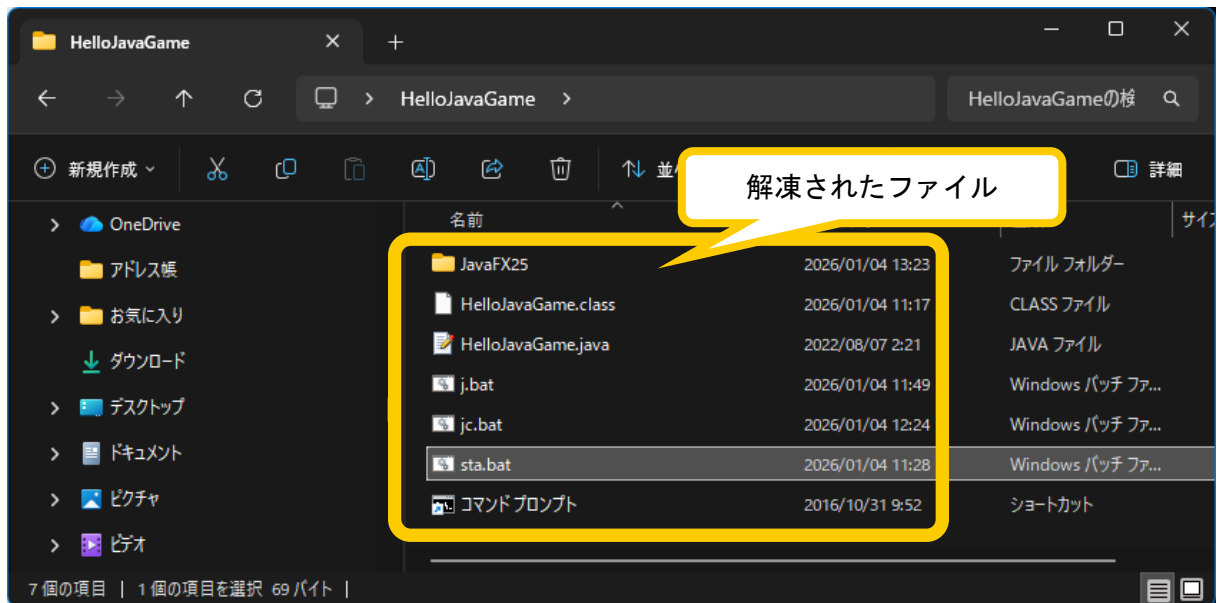 HelloJavaGame
HelloJavaGame
HelloJavaGameの検
新規作成
並
詳細
解凍されたファイル
名前
サイズ
OneDrive
アドレス帳
お気に入り
ダウンロード
デスクトップ
ドキュメント
ピクチャ
ビデオ
JavaFX25 2026/01/04 13:23 ファイル フォルダー
HelloJavaGame.class 2026/01/04 11:17 CLASS ファイル
HelloJavaGame.java 2022/08/07 2:21 JAVA ファイル
j.bat 2026/01/04 11:49 Windows バッチ ファ...
jc.bat 2026/01/04 12:24 Windows バッチ ファ...
sta.bat 2026/01/04 11:28 Windows バッチ ファ...
コマンド プロンプト 2016/10/31 9:52 ショートカット
7 個の項目 | 1 個の項目を選択 69 バイト |